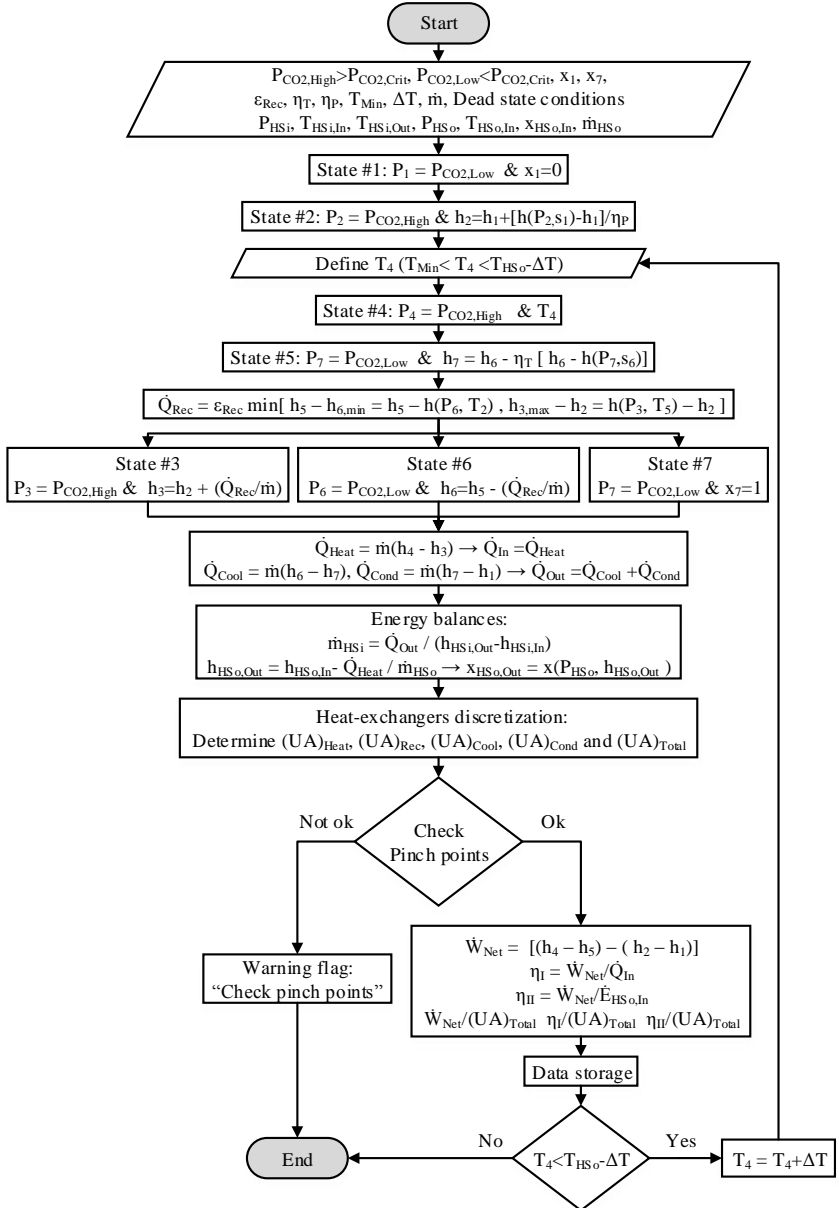 Start
P_CO2,High>P_CO2,Crit, P_CO2,Low<P_CO2,Crit, x₁, x₇,
ε_Rec, η_T, η_P, T_Min, ΔT, ṁ, Dead state conditions
P_HSi, T_HSi,In, T_HSi,Out, P_HSo, T_HSo,In, x_HSo,In, ṁ_HSo
State #1: P₁ = P_CO2,Low & x₁=0
State #2: P₂ = P_CO2,High & h₂=h₁+[h(P₂,s₁)-h₁]/η_P
Define T₄ (T_Min< T₄ <T_HSo-ΔT)
State #4: P₄ = P_CO2,High & T₄
State #5: P₇ = P_CO2,Low & h₇ = h₆ - η_T [ h₆ - h(P₇,s₆)]
Q̇_Rec = ε_Rec min[ h₅ – h₆,min = h₅ – h(P₆, T₂) , h₃,max – h₂ = h(P₃, T₅) – h₂ ]
State #3
P₃ = P_CO2,High & h₃=h₂ + (Q̇_Rec/ṁ)
State #6
P₆ = P_CO2,Low & h₆=h₅ - (Q̇_Rec/ṁ)
State #7
P₇ = P_CO2,Low & x₇=1
Q̇_Heat = ṁ(h₄ - h₃) → Q̇_In =Q̇_Heat
Q̇_Cool = ṁ(h₆ – h₇), Q̇_Cond = ṁ(h₇ – h₁) → Q̇_Out =Q̇_Cool +Q̇_Cond
Energy balances:
ṁ_HSi = Q̇_Out / (h_HSi,Out-h_HSi,In)
h_HSo,Out = h_HSo,In- Q̇_Heat / ṁ_HSo → x_HSo,Out = x(P_HSo, h_HSo,Out )
Heat-exchangers discretization:
Determine (UA)_Heat, (UA)_Rec, (UA)_Cool, (UA)_Cond and (UA)_Total
Not ok
Check
Pinch points
Ok
Warning flag:
“Check pinch points”
Ẇ_Net = [(h₄ – h₅) – ( h₂ – h₁)]
η_I = Ẇ_Net/Q̇_In
η_II = Ẇ_Net/Ė_HSo,In
Ẇ_Net/(UA)_Total η_I/(UA)_Total η_II/(UA)_Total
Data storage
End
No
T₄<T_HSo-ΔT
Yes
T₄ = T₄+ΔT